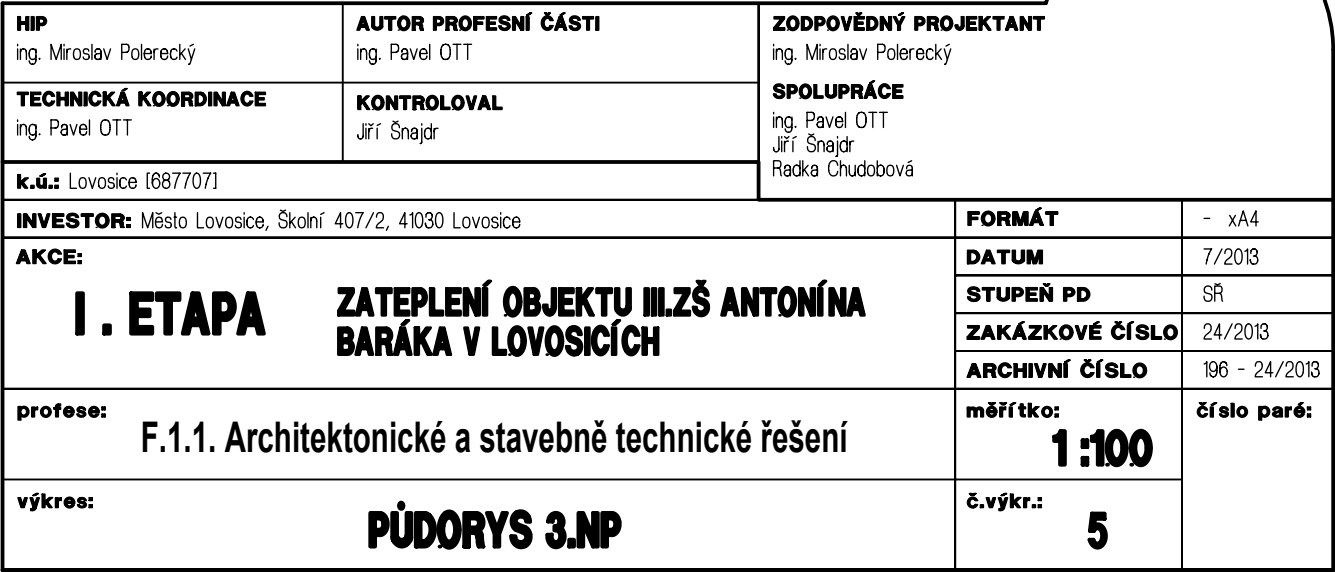 HIP
ing. Miroslav Polerecký
AUTOR PROFESNÍ ČÁSTI
ing. Pavel OTT
ZODPOVĚDNÝ PROJEKTANT
ing. Miroslav Polerecký
TECHNICKÁ KOORDINACE
ing. Pavel OTT
KONTROLOVAL
Jiří Šnajdr
SPOLUPRÁCE
ing. Pavel OTT
Jiří Šnajdr
Radka Chudobová
k.ú.: Lovosice [687707]
INVESTOR: Město Lovosice, Školní 407/2, 41030 Lovosice
FORMÁT - xA4
AKCE:
I . ETAPA
ZATEPLENÍ OBJEKTU III.ZŠ ANTONÍNA
BARÁKA V LOVOSICÍCH
DATUM 7/2013
STUPEŇ PD SŘ
ZAKÁZKOVÉ ČÍSLO 24/2013
ARCHIVNÍ ČÍSLO 196 - 24/2013
profese:
F.1.1. Architektonické a stavebně technické řešení
měřítko:
1:100
číslo paré:
výkres:
PŮDORYS 3.NP
č.výkr.:
5